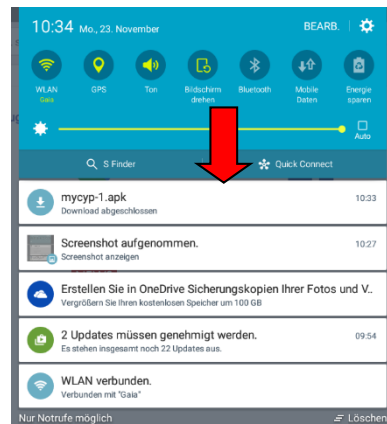 10:34 Mo., 23. November BEARB.
WLAN
Gaia
GPS
Ton
Bildschirm
drehen
Bluetooth
Mobile
Daten
Energie
sparen
Auto
S Finder
Quick Connect
mycyp-1.apk 10:33
Download abgeschlossen
Screenshot aufgenommen. 10:27
Screenshot anzeigen
Erstellen Sie in OneDrive Sicherungskopien Ihrer Fotos und V..
Vergrößern Sie Ihren kostenlosen Speicher um 100 GB
2 Updates müssen genehmigt werden. 09:54
Es stehen insgesamt noch 22 Updates aus.
WLAN verbunden.
Verbunden mit "Gaia"
Nur Notrufe möglich Löschen